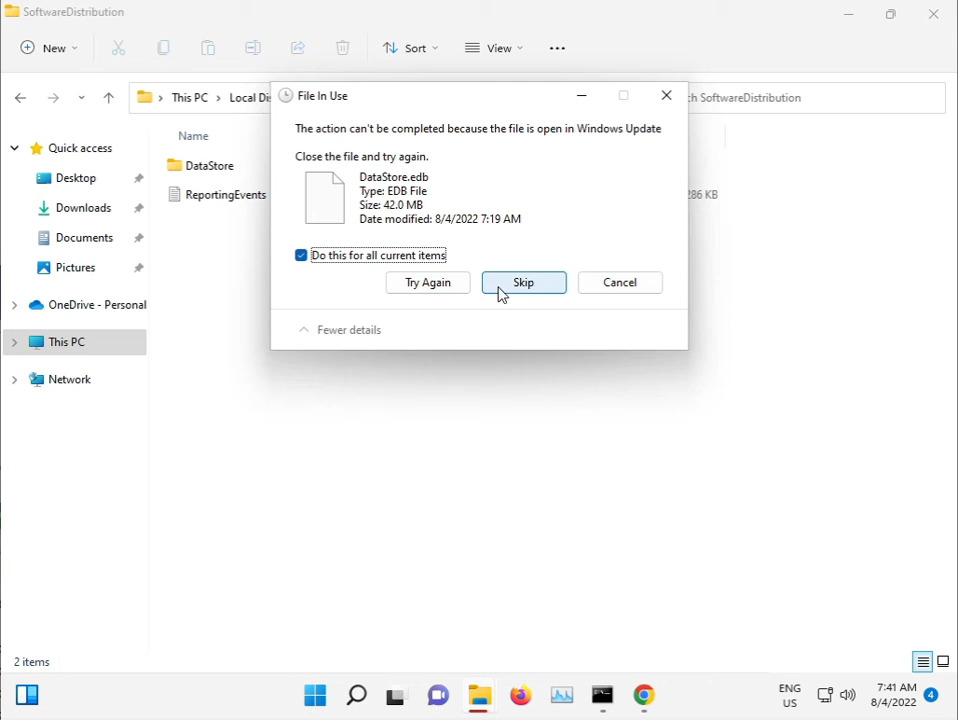 SoftwareDistribution
New
Sort
View
This PC
Local Dis
ch SoftwareDistribution
File In Use
The action can't be completed because the file is open in Windows Update
Close the file and try again.
DataStore.edb
Type: EDB File
Size: 42.0 MB
Date modified: 8/4/2022 7:19 AM
Do this for all current items
Try Again
Skip
Cancel
Fewer details
Name
DataStore
ReportingEvents
286 KB
Quick access
Desktop
Downloads
Documents
Pictures
OneDrive - Personal
This PC
Network
2 items
ENG
US
7:41 AM
8/4/2022
4